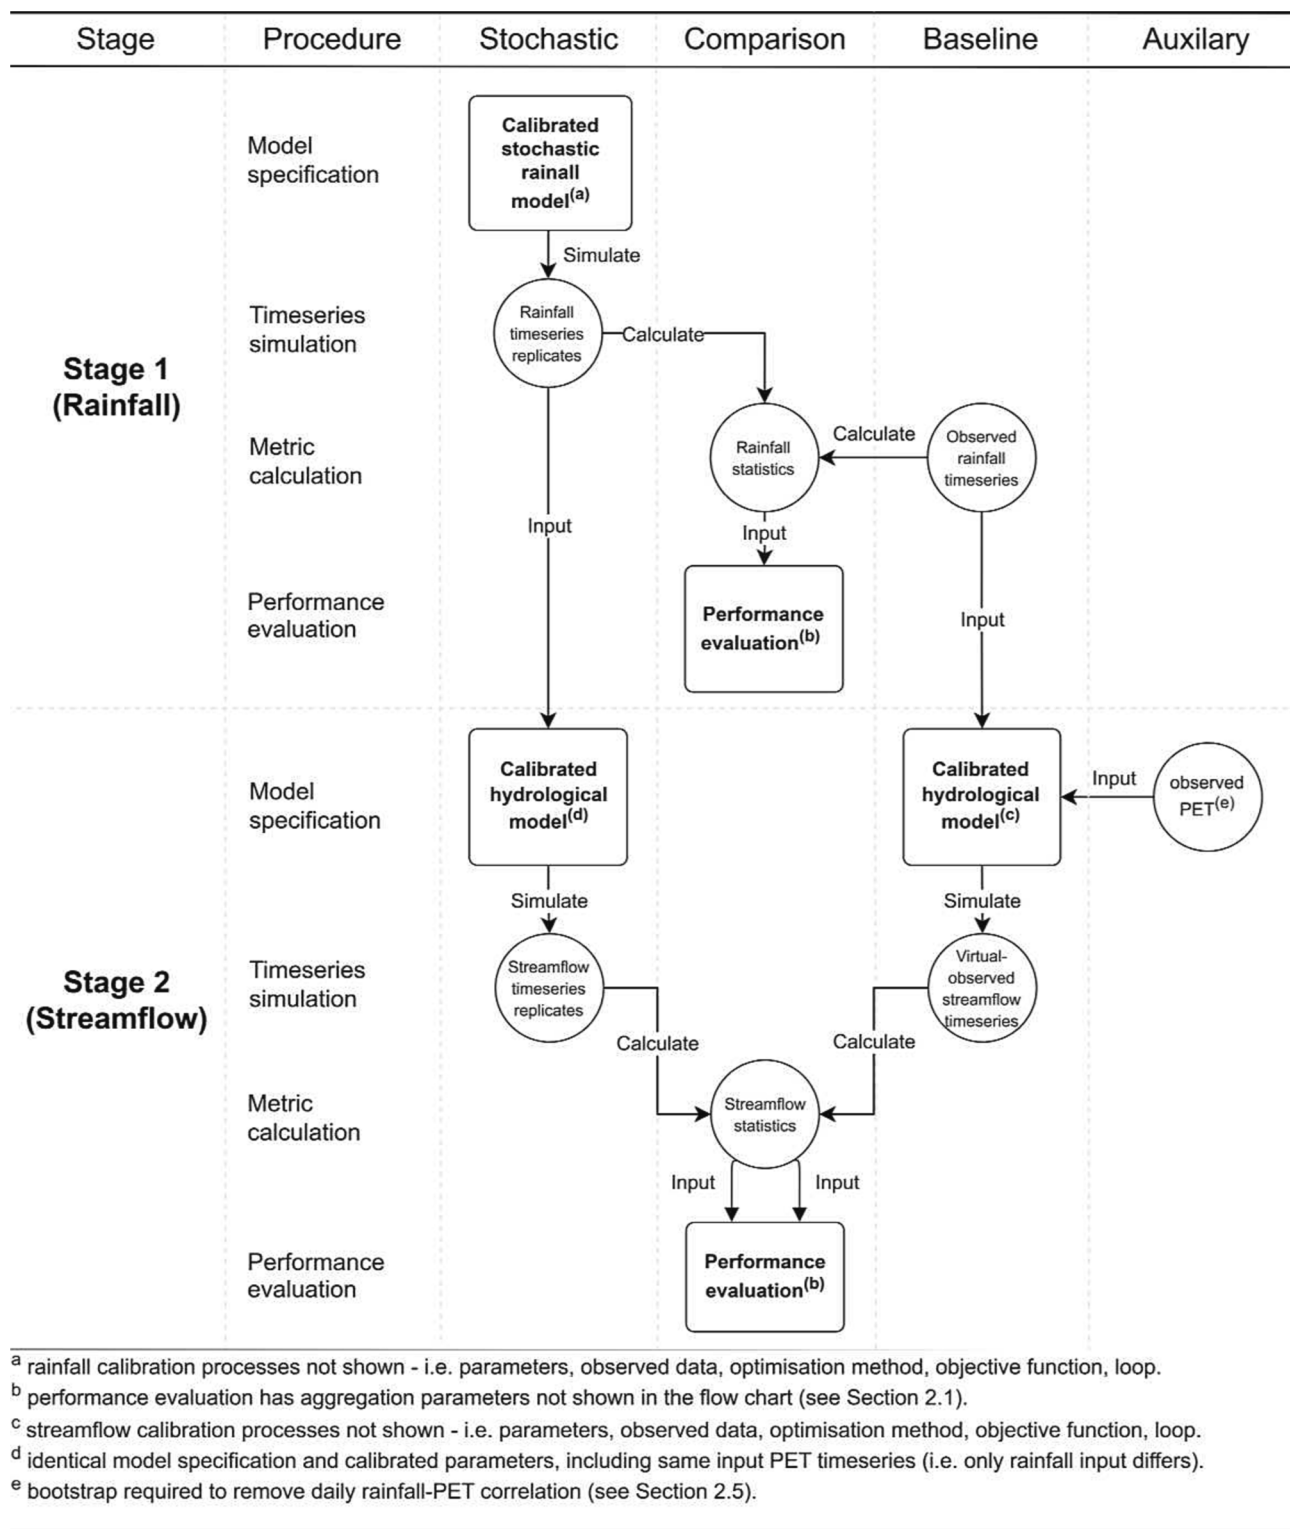 Stage Procedure Stochastic Comparison Baseline Auxilary
Model
specification
Calibrated
stochastic
rainall
model(a)
Simulate
Stage 1
(Rainfall)
Timeseries
simulation
Rainfall
timeseries
replicates
Calculate
Metric
calculation
Rainfall
statistics
Calculate
Observed
rainfall
timeseries
Input
Input
Input
Performance
evaluation
Performance
evaluation(b)
Model
specification
Calibrated
hydrological
model(d)
Calibrated
hydrological
model(c)
Input
observed
PET(e)
Simulate
Simulate
Stage 2
(Streamflow)
Timeseries
simulation
Streamflow
timeseries
replicates
Virtual-
observed
streamflow
timeseries
Calculate
Calculate
Metric
calculation
Streamflow
statistics
Input
Input
Performance
evaluation
Performance
evaluation(b)
a rainfall calibration processes not shown - i.e. parameters, observed data, optimisation method, objective function, loop.
b performance evaluation has aggregation parameters not shown in the flow chart (see Section 2.1).
c streamflow calibration processes not shown - i.e. parameters, observed data, optimisation method, objective function, loop.
d identical model specification and calibrated parameters, including same input PET timeseries (i.e. only rainfall input differs).
e bootstrap required to remove daily rainfall-PET correlation (see Section 2.5).